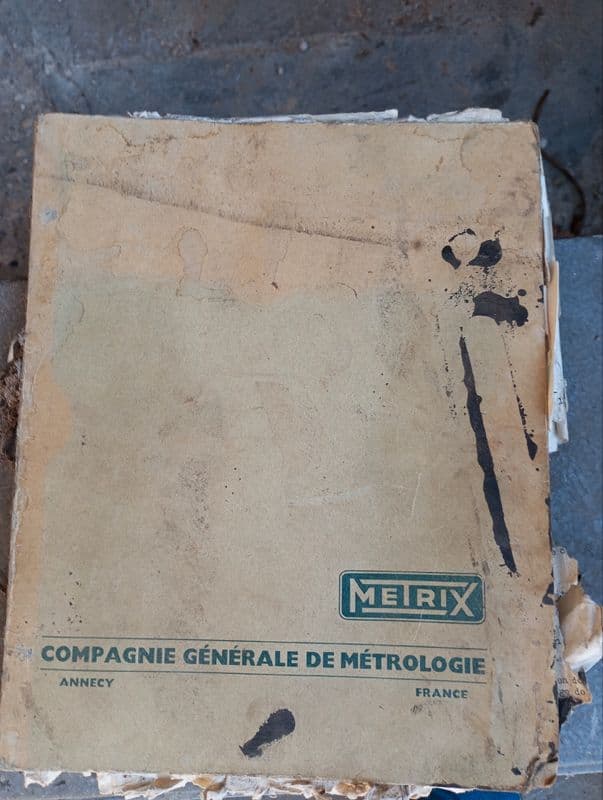 METRIX
COMPAGNIE GÉNÉRALE DE MÉTROLOGIE
ANNECY FRANCE